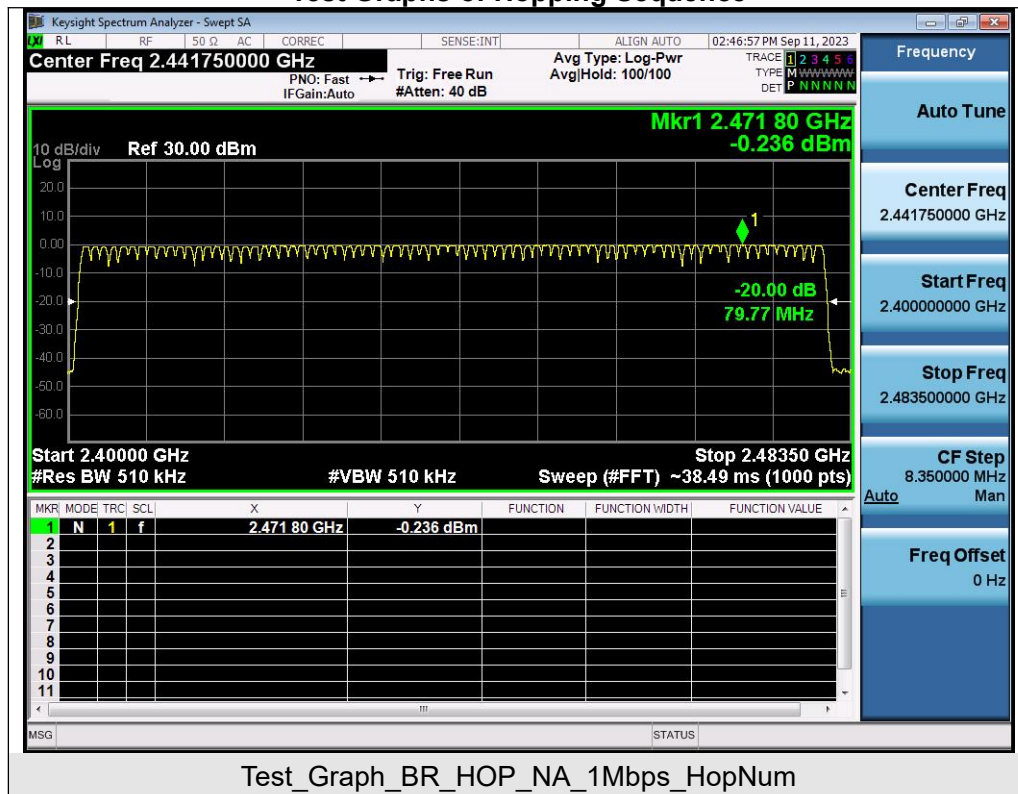 Test Graphs of Hopping Sequence
Keysight Spectrum Analyzer - Swept SA
LXI RL RF 50 Ω AC CORREC SENSE:INT ALIGN AUTO 02:46:57 PM Sep 11, 2023
Center Freq 2.441750000 GHz
PNO: Fast
IFGain:Auto
Trig: Free Run
#Atten: 40 dB
Avg Type: Log-Pwr
Avg|Hold: 100/100
TRACE 1 2 3 4 5 6
TYPE M WWWWW
DET P N N N N N
Mkr1 2.471 80 GHz
-0.236 dBm
10 dB/div Ref 30.00 dBm
Log
20.0
10.0
0.00
-10.0
-20.0
-30.0
-40.0
-50.0
-60.0
1
-20.00 dB
79.77 MHz
Start 2.40000 GHz Stop 2.48350 GHz
#Res BW 510 kHz #VBW 510 kHz Sweep (#FFT) ~38.49 ms (1000 pts)
MKR MODE TRC SCL X Y FUNCTION FUNCTION WIDTH FUNCTION VALUE
1 N 1 f 2.471 80 GHz -0.236 dBm
2
3
4
5
6
7
8
9
10
11
MSG STATUS
Frequency
Auto Tune
Center Freq
2.441750000 GHz
Start Freq
2.400000000 GHz
Stop Freq
2.483500000 GHz
CF Step
8.350000 MHz
Auto Man
Freq Offset
0 Hz
Test_Graph_BR_HOP_NA_1Mbps_HopNum